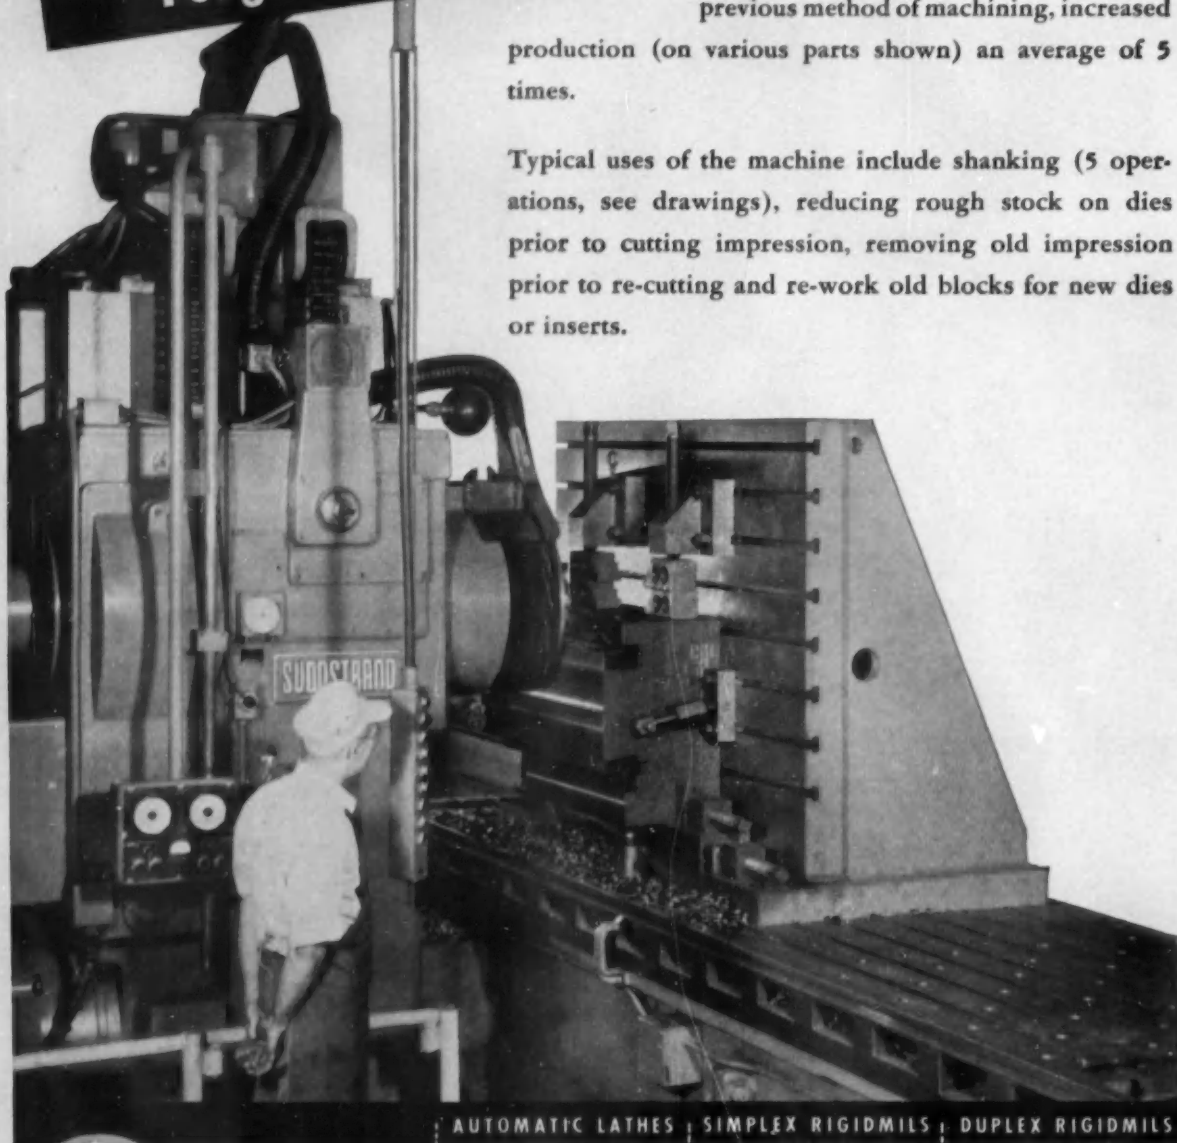 previous method of machining, increased
production (on various parts shown) an average of 5
times.
Typical uses of the machine include shanking (5 oper-
ations, see drawings), reducing rough stock on dies
prior to cutting impression, removing old impression
prior to re-cutting and re-work old blocks for new dies
or inserts.
SUNDSTRAND
AUTOMATIC LATHES | SIMPLEX RIGIDMILS | DUPLEX RIGIDMILS